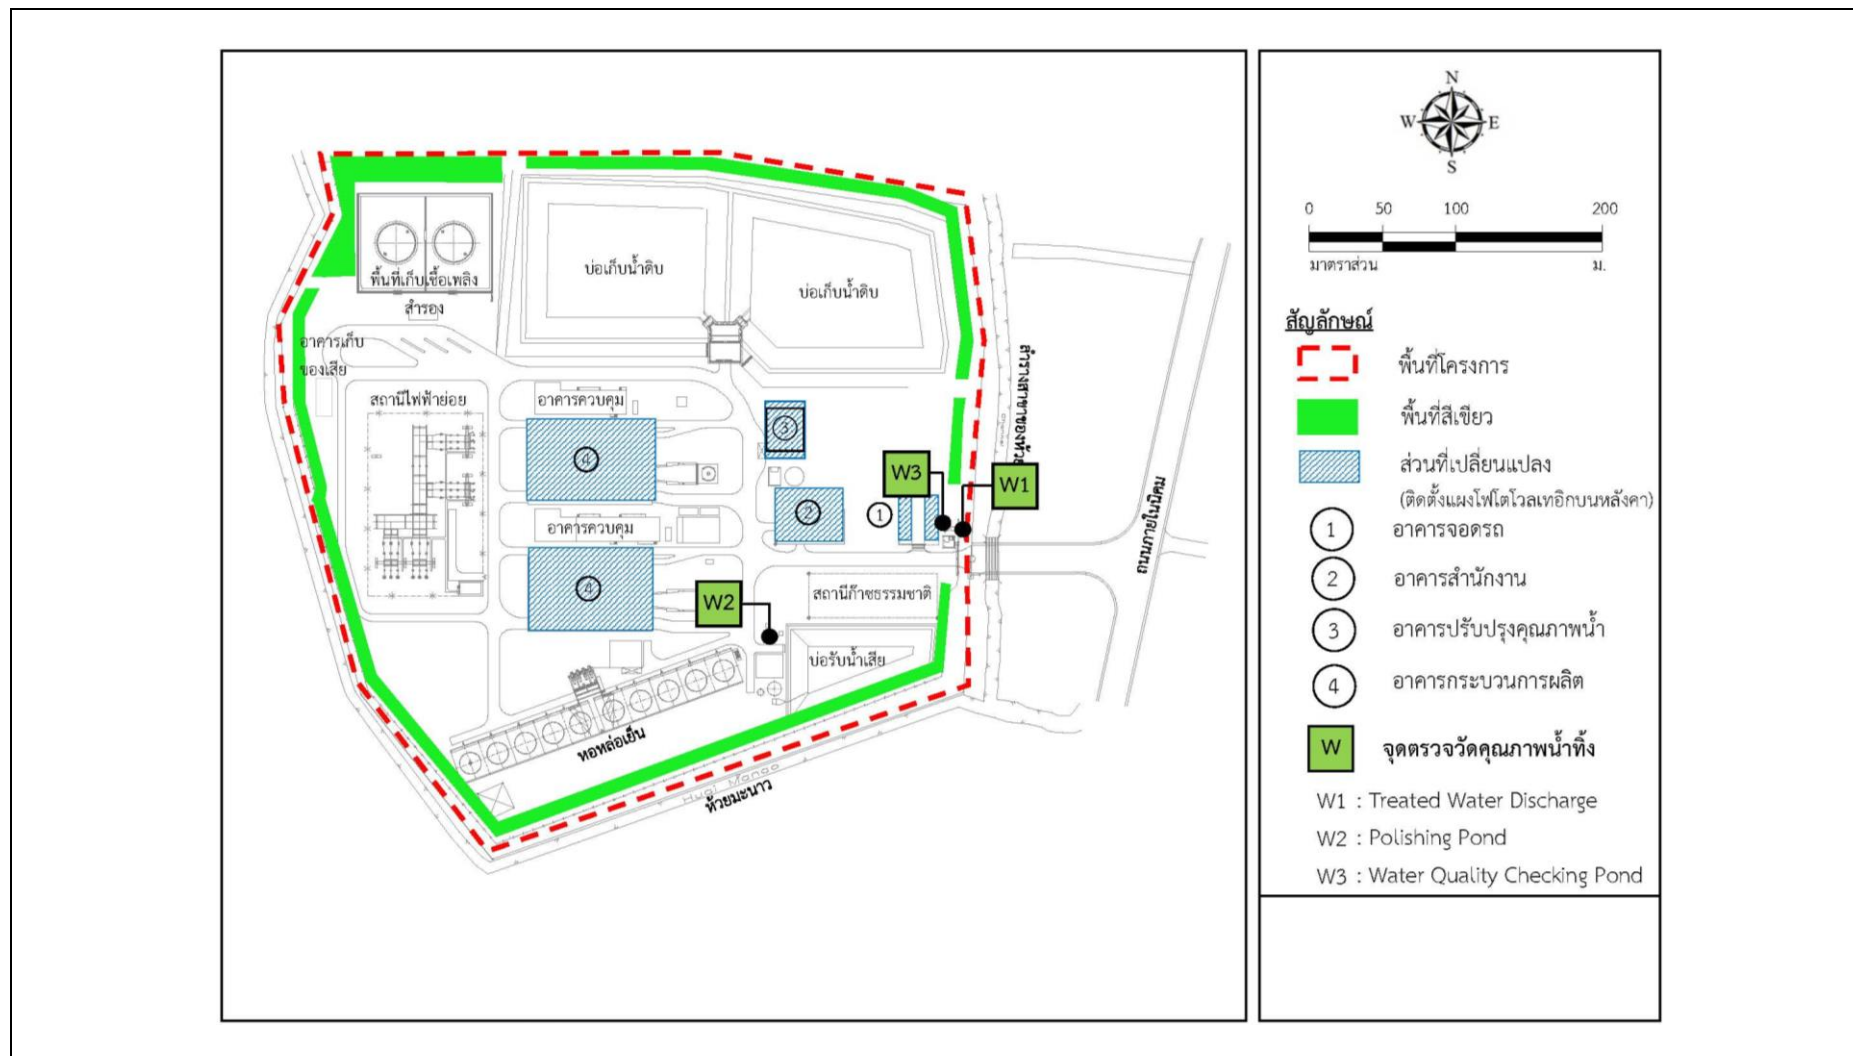 บ่อเก็บน้ำดิบ
บ่อเก็บน้ำดิบ
พื้นที่เก็บเชื้อเพลิง
สำรอง
อาคารเก็บ
ของเสีย
สถานีไฟฟ้าย่อย
อาคารควบคุม
3
4
W3
W1
2
1
อาคารควบคุม
4
W2
สถานีก๊าซธรรมชาติ
บ่อรับน้ำเสีย
หอหล่อเย็น
Huai Manao
ห้วยมะนาว
ถนนภายในนิคม
N
W E
S
0 50 100 200
มาตราส่วน ม.
สัญลักษณ์
พื้นที่โครงการ
พื้นที่สีเขียว
ส่วนที่เปลี่ยนแปลง
(ติดตั้งแผงโฟโตโวลเทอิกบนหลังคา)
1 อาคารจอดรถ
2 อาคารสำนักงาน
3 อาคารปรับปรุงคุณภาพน้ำ
4 อาคารกระบวนการผลิต
W จุดตรวจวัดคุณภาพน้ำทิ้ง
W1 : Treated Water Discharge
W2 : Polishing Pond
W3 : Water Quality Checking Pond